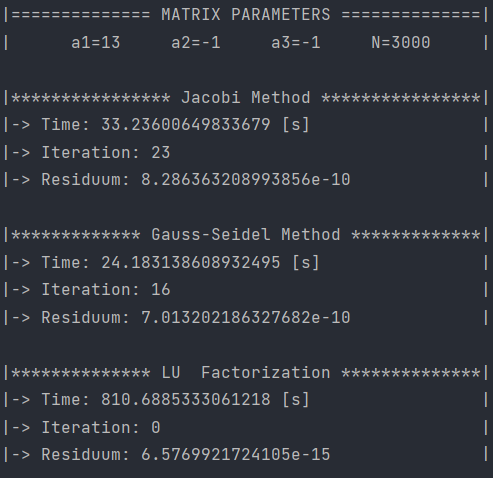 |============== MATRIX PARAMETERS ==============|
|      a1=13     a2=-1     a3=-1     N=3000     |
|**************** Jacobi Method ****************|
|-> Time: 33.23600649833679 [s]                 |
|-> Iteration: 23                               |
|-> Residuum: 8.286363208993856e-10             |
|************* Gauss-Seidel Method *************|
|-> Time: 24.183138608932495 [s]                |
|-> Iteration: 16                               |
|-> Residuum: 7.013202186327682e-10             |
|************** LU  Factorization **************|
|-> Time: 810.6885333061218 [s]                 |
|-> Iteration: 0                                |
|-> Residuum: 6.5769921724105e-15               |